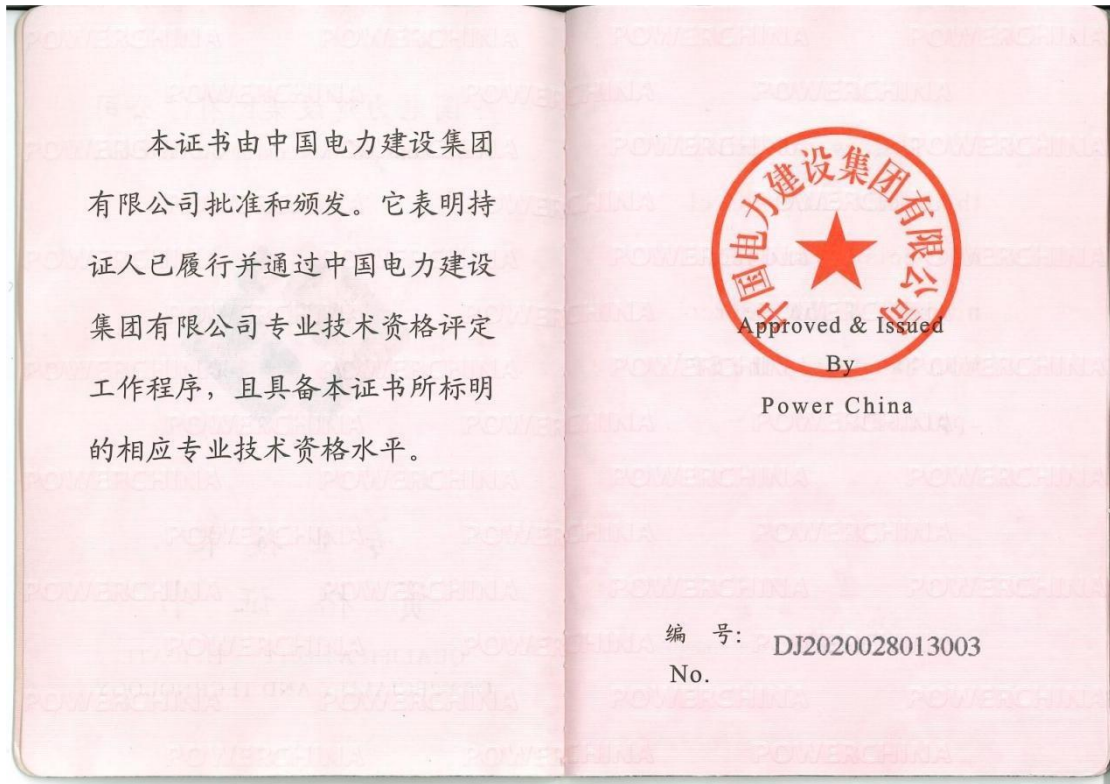 本证书由中国电力建设集团
有限公司批准和颁发。它表明持
证人已履行并通过中国电力建设
集团有限公司专业技术资格评定
工作程序，且具备本证书所标明
的相应专业技术资格水平。
中国电力建设集团有限公司
Approved & Issued
By
Power China
编 号: DJ2020028013003
No.